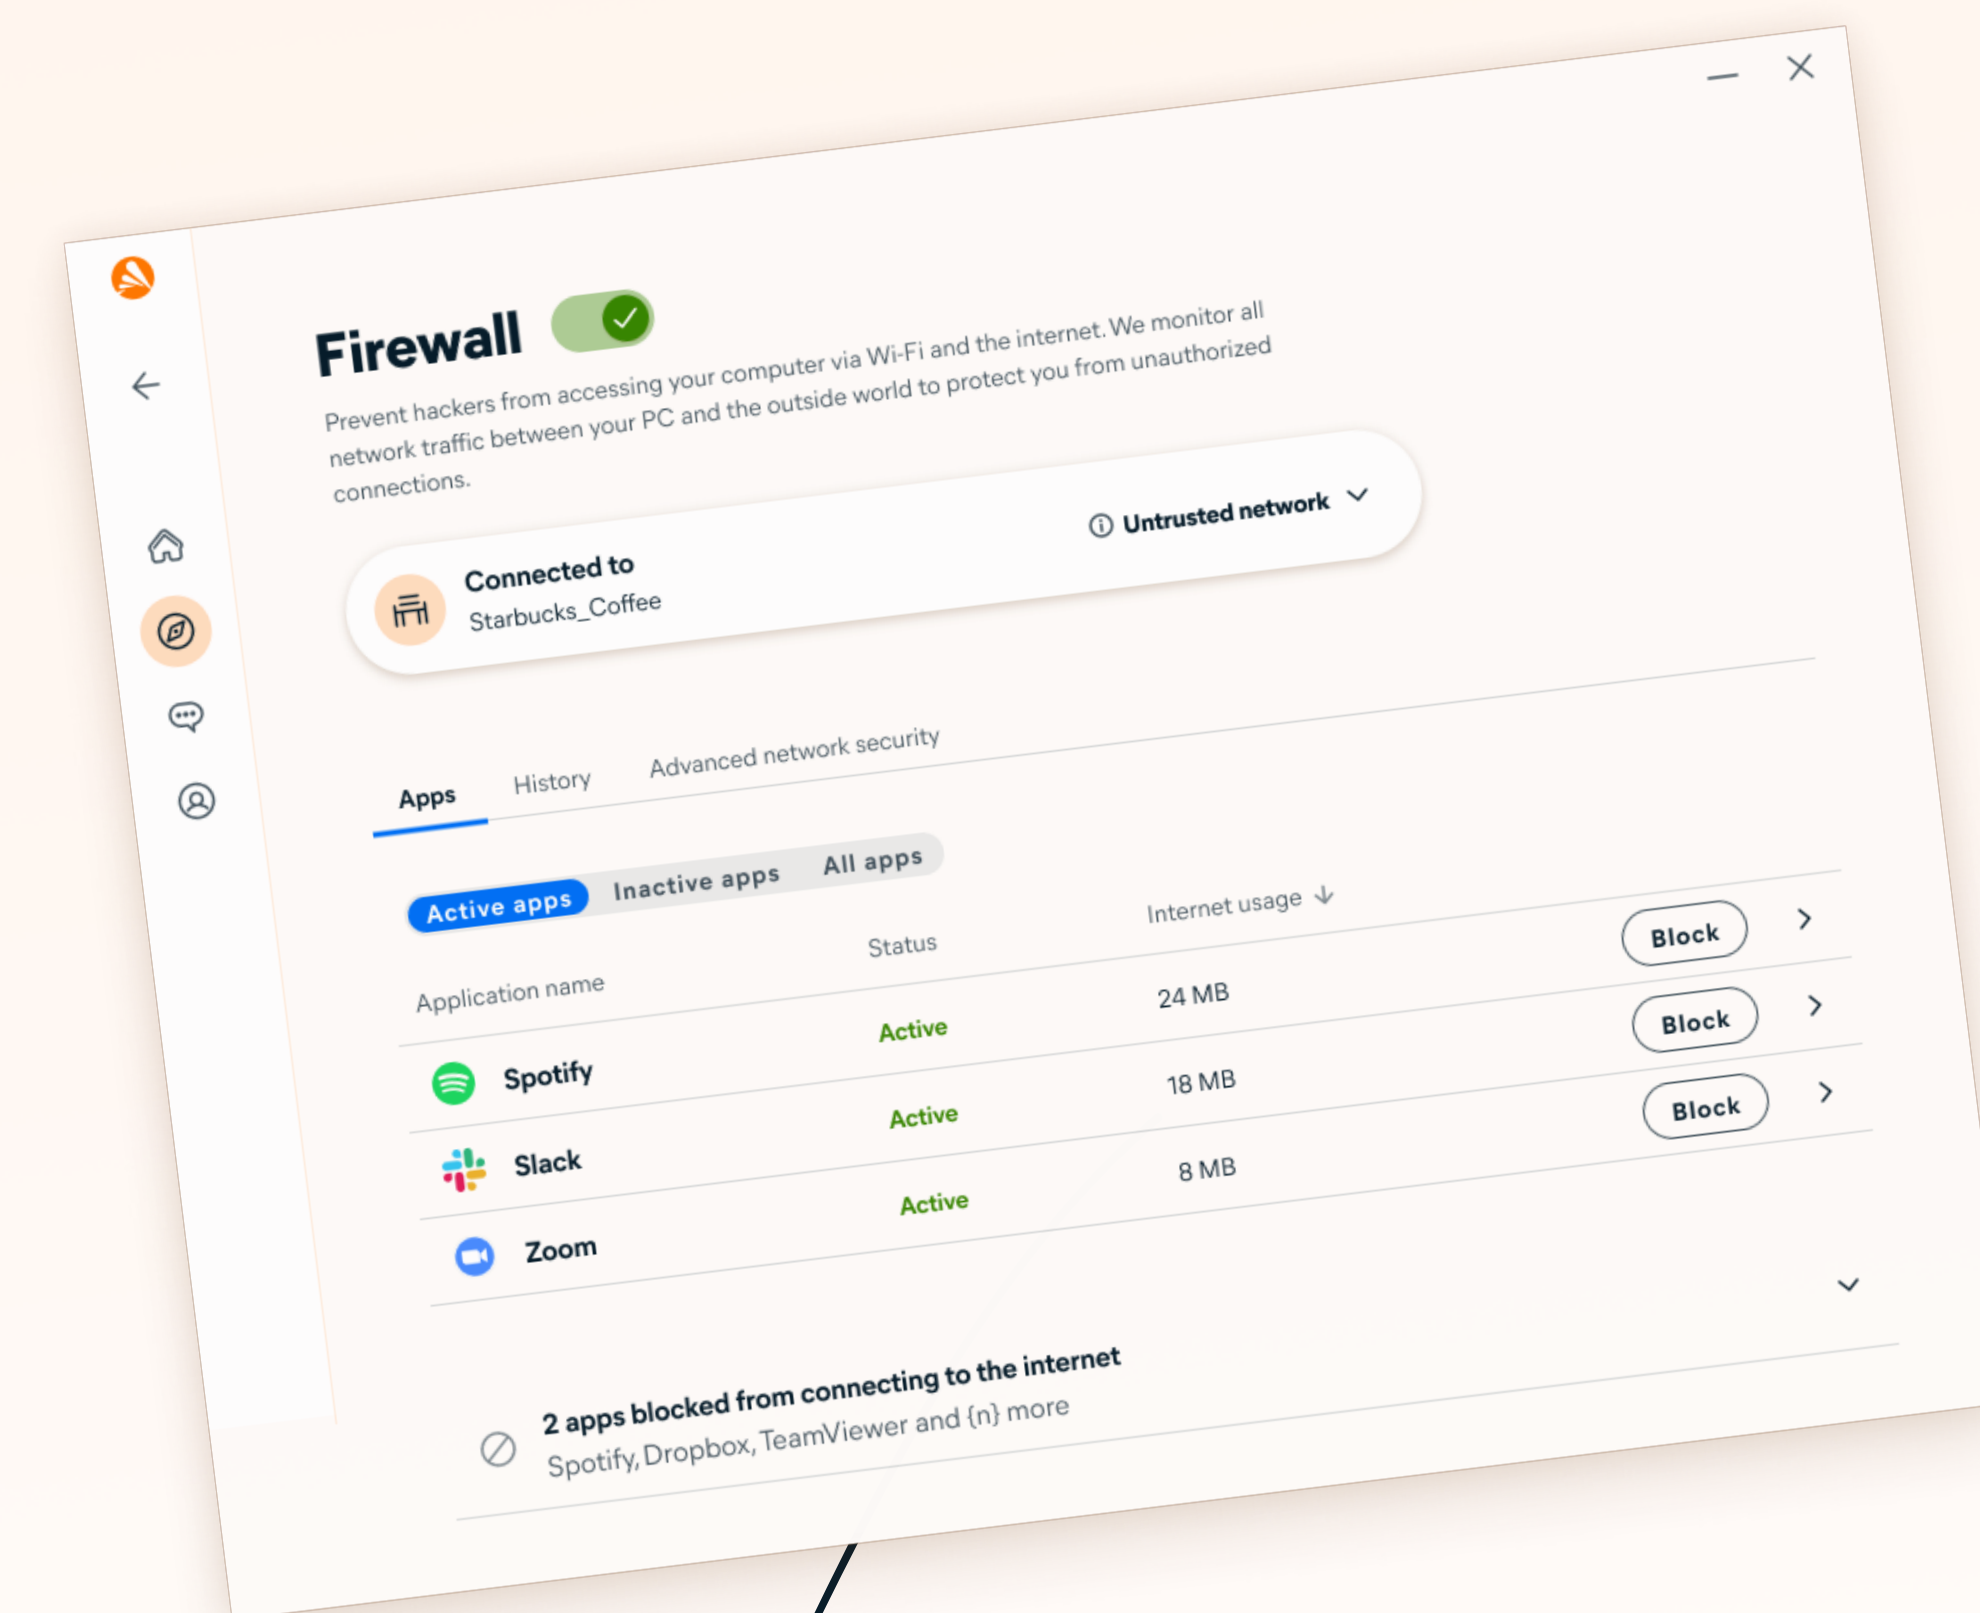 Firewall
Prevent hackers from accessing your computer via Wi-Fi and the internet. We monitor all
network traffic between your PC and the outside world to protect you from unauthorized
connections.
Connected to
Starbucks_Coffee
Untrusted network
Apps
History
Advanced network security
Active apps
Inactive apps
All apps
Application name
Status
Internet usage
Spotify
Active
24 MB
Block
Slack
Active
18 MB
Block
Zoom
Active
8 MB
Block
2 apps blocked from connecting to the internet
Spotify, Dropbox, TeamViewer and {n} more